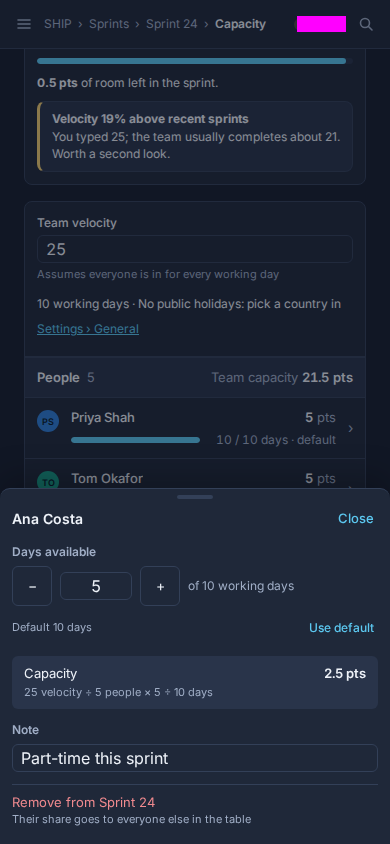 SHIP › Sprints › Sprint 24 › Capacity
0.5 pts of room left in the sprint.
Velocity 19% above recent sprints
You typed 25; the team usually completes about 21.
Worth a second look.
Team velocity
25
Assumes everyone is in for every working day
10 working days · No public holidays: pick a country in
Settings › General
People 5 Team capacity 21.5 pts
PS Priya Shah 5 pts ›
10 / 10 days · default
TO Tom Okafor 5 pts
Ana Costa Close
Days available
− 5 + of 10 working days
Default 10 days Use default
Capacity 2.5 pts
25 velocity ÷ 5 people × 5 ÷ 10 days
Note
Part-time this sprint
Remove from Sprint 24
Their share goes to everyone else in the table